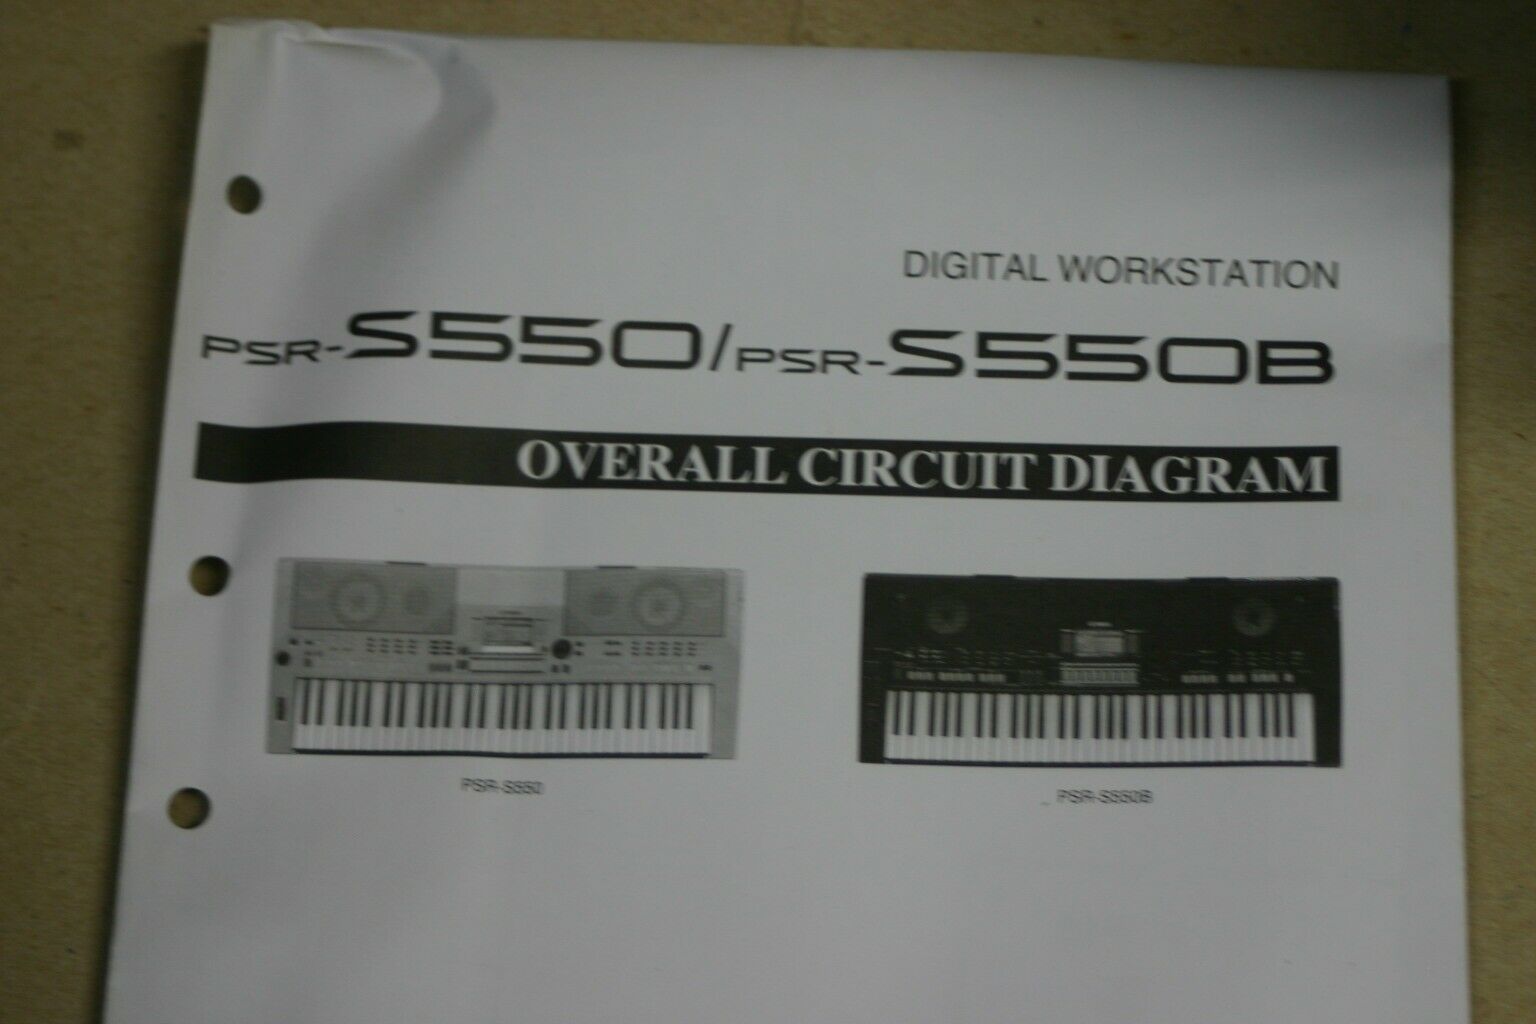 DIGITAL WORKSTATION
PSR-S550/PSR-S550B
OVERALL CIRCUIT DIAGRAM
PSR-S550
PSR-S550B